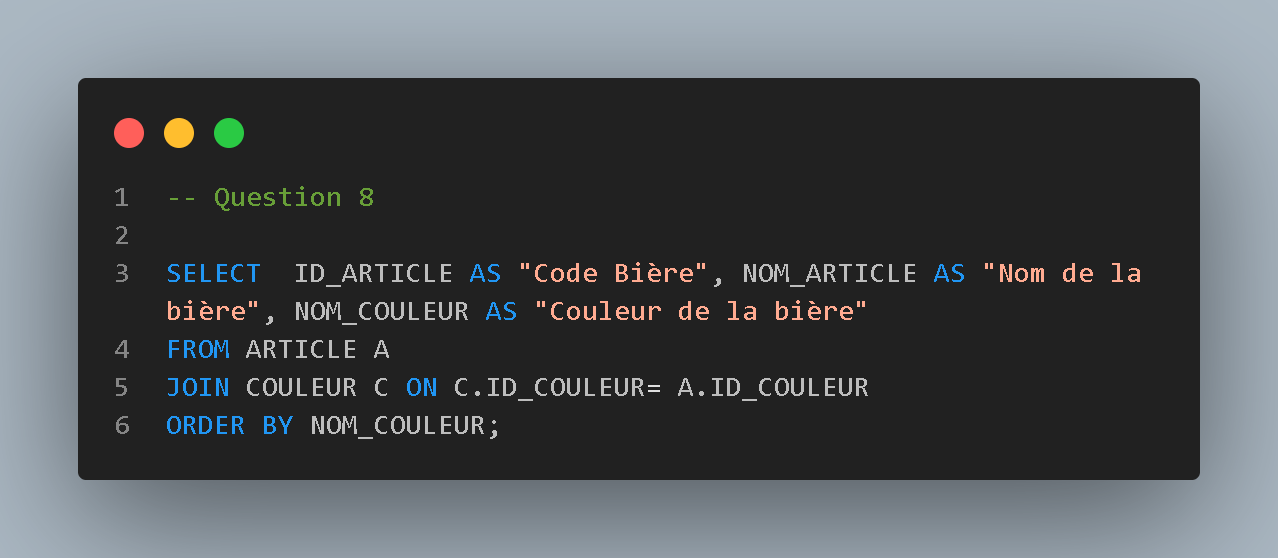 1 -- Question 8
2
3 SELECT  ID_ARTICLE AS "Code Bière", NOM_ARTICLE AS "Nom de la
bière", NOM_COULEUR AS "Couleur de la bière"
4 FROM ARTICLE A
5 JOIN COULEUR C ON C.ID_COULEUR= A.ID_COULEUR
6 ORDER BY NOM_COULEUR;